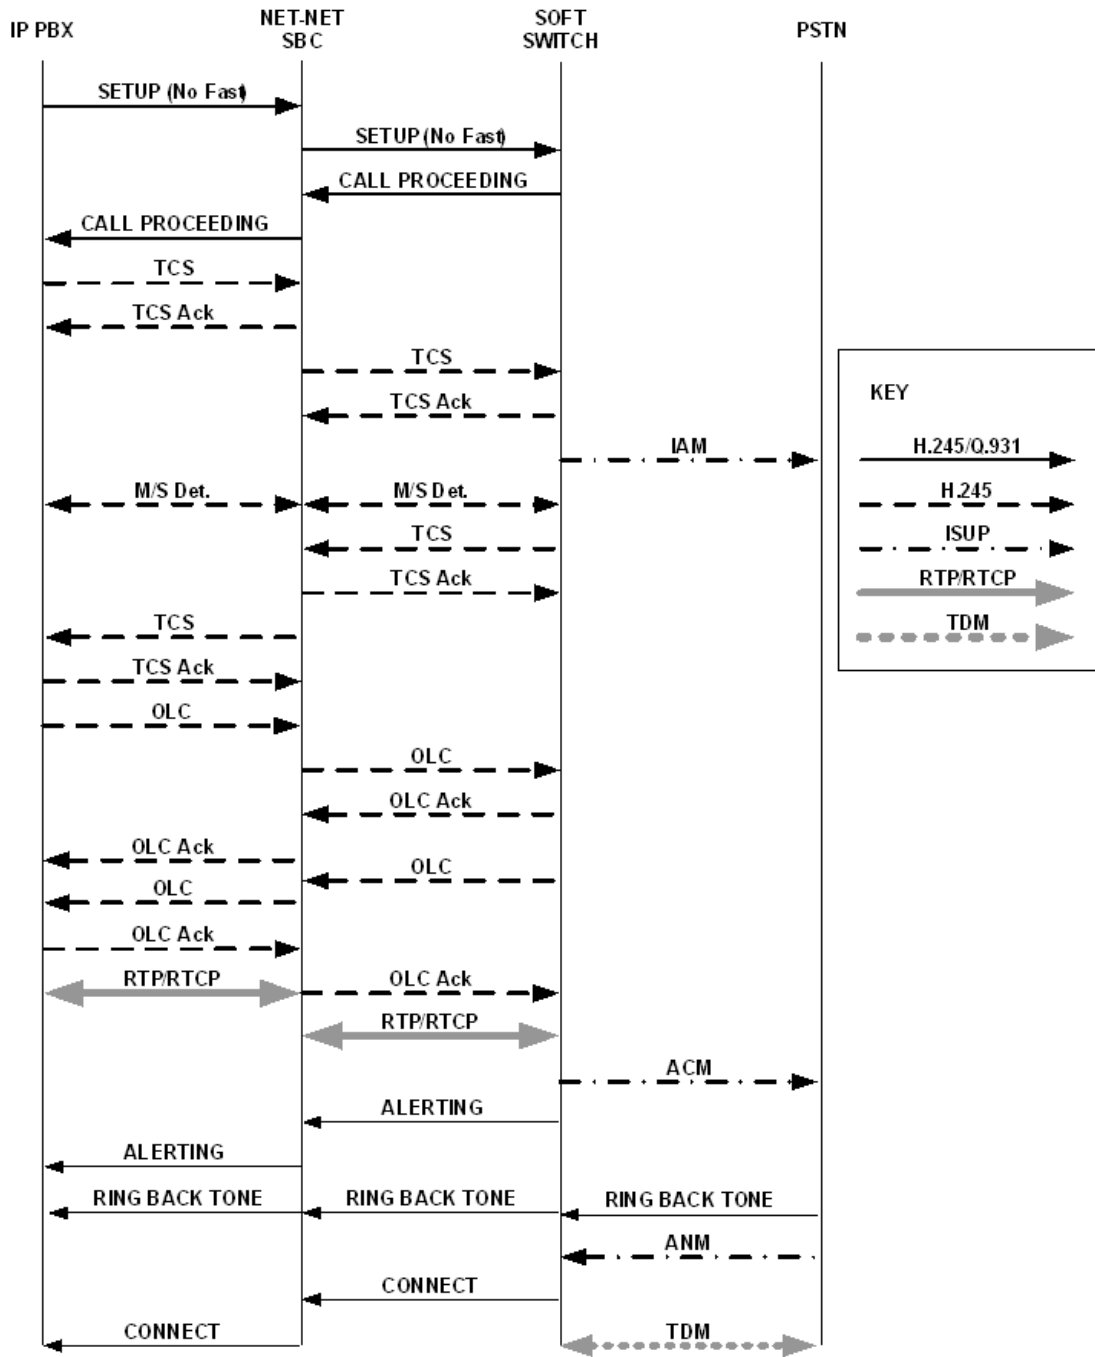 IP PBX
NET-NET
SBC
SOFT
SWITCH
PSTN
SETUP (No Fast)
SETUP (No Fast)
CALL PROCEEDING
CALL PROCEEDING
TCS
TCS Ack
TCS
TCS Ack
IAM
M/S Det.
M/S Det.
TCS
TCS Ack
TCS
TCS Ack
OLC
OLC
OLC Ack
OLC Ack
OLC
OLC
OLC Ack
RTP/RTCP
OLC Ack
RTP/RTCP
ACM
ALERTING
ALERTING
RING BACK TONE
RING BACK TONE
RING BACK TONE
ANM
CONNECT
CONNECT
TDM
KEY
H.245/Q.931
H.245
ISUP
RTP/RTCP
TDM